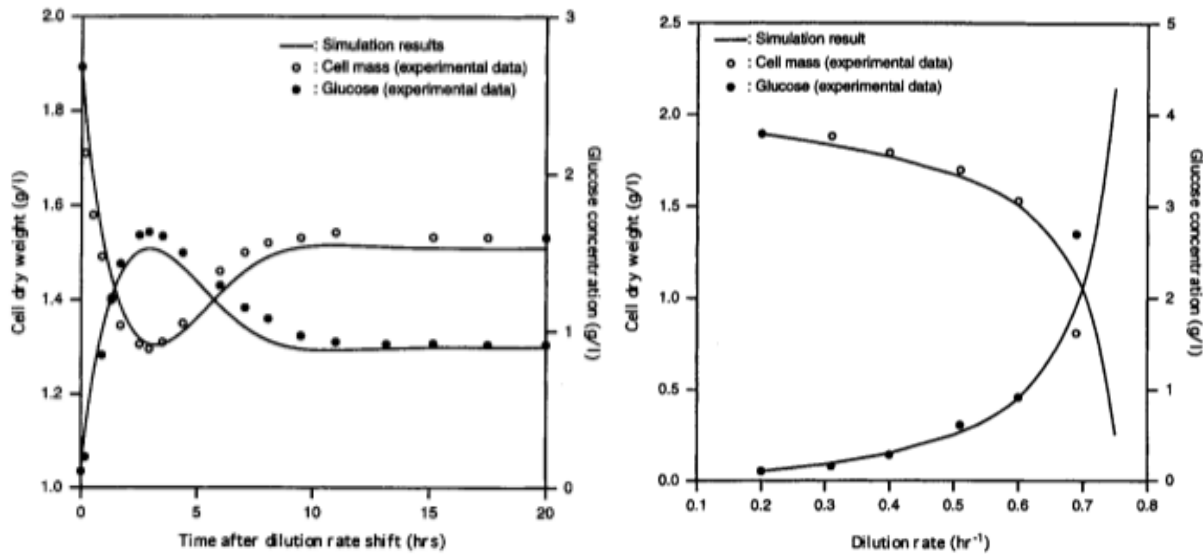 2.0
1.8
1.6
1.4
1.2
1.0
Cell dry weight (g/l)
——: Simulation results
○ : Cell mass (experimental data)
● : Glucose (experimental data)
3
2
1
0
Glucose concentration (g/l)
0 5 10 15 20
Time after dilution rate shift (hrs)
2.5
2.0
1.5
1.0
0.5
0.0
Cell dry weight (g/l)
——: Simulation result
○ : Cell mass (experimental data)
● : Glucose (experimental data)
5
4
3
2
1
0
Glucose concentration (g/l)
0.1 0.2 0.3 0.4 0.5 0.6 0.7 0.8
Dilution rate (hr⁻¹)